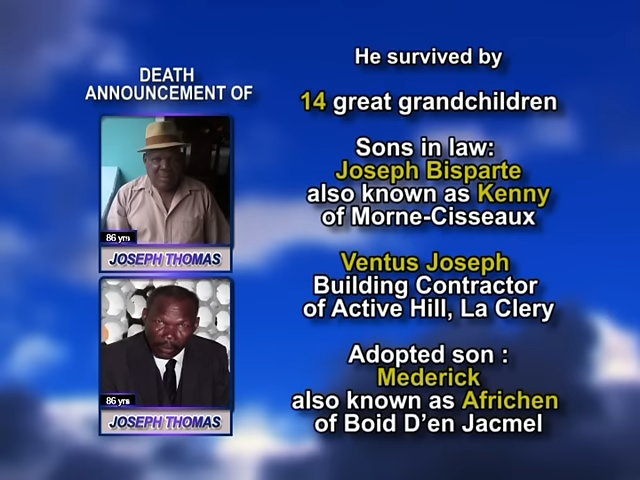 DEATH
ANNOUNCEMENT OF
86 yrs
JOSEPH THOMAS
86 yrs
JOSEPH THOMAS
He survived by
14 great grandchildren
Sons in law:
Joseph Bisparte
also known as Kenny
of Morne-Cisseaux
Ventus Joseph
Building Contractor
of Active Hill, La Clery
Adopted son :
Mederick
also known as Africhen
of Boid D'en Jacmel